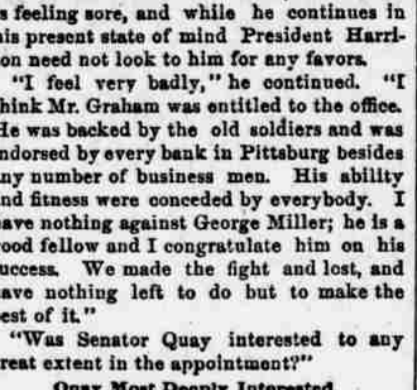 s feeling sore, and while he continues in
his present state of mind President Harri-
on need not look to him for any favors.
"I feel very badly," he continued. "I
think Mr. Graham was entitled to the office.
He was backed by the old soldiers and was
ndorsed by every bank in Pittsburg besides
ny number of business men. His ability
nd fitness were conceded by everybody. I
ave nothing against George Miller; he is a
ood fellow and I congratulate him on his
uccess. We made the fight and lost, and
ave nothing left to do but to make the
est of it."
"Was Senator Quay interested to any
reat extent in the appointment?"
Quay Most Deeply Interested.